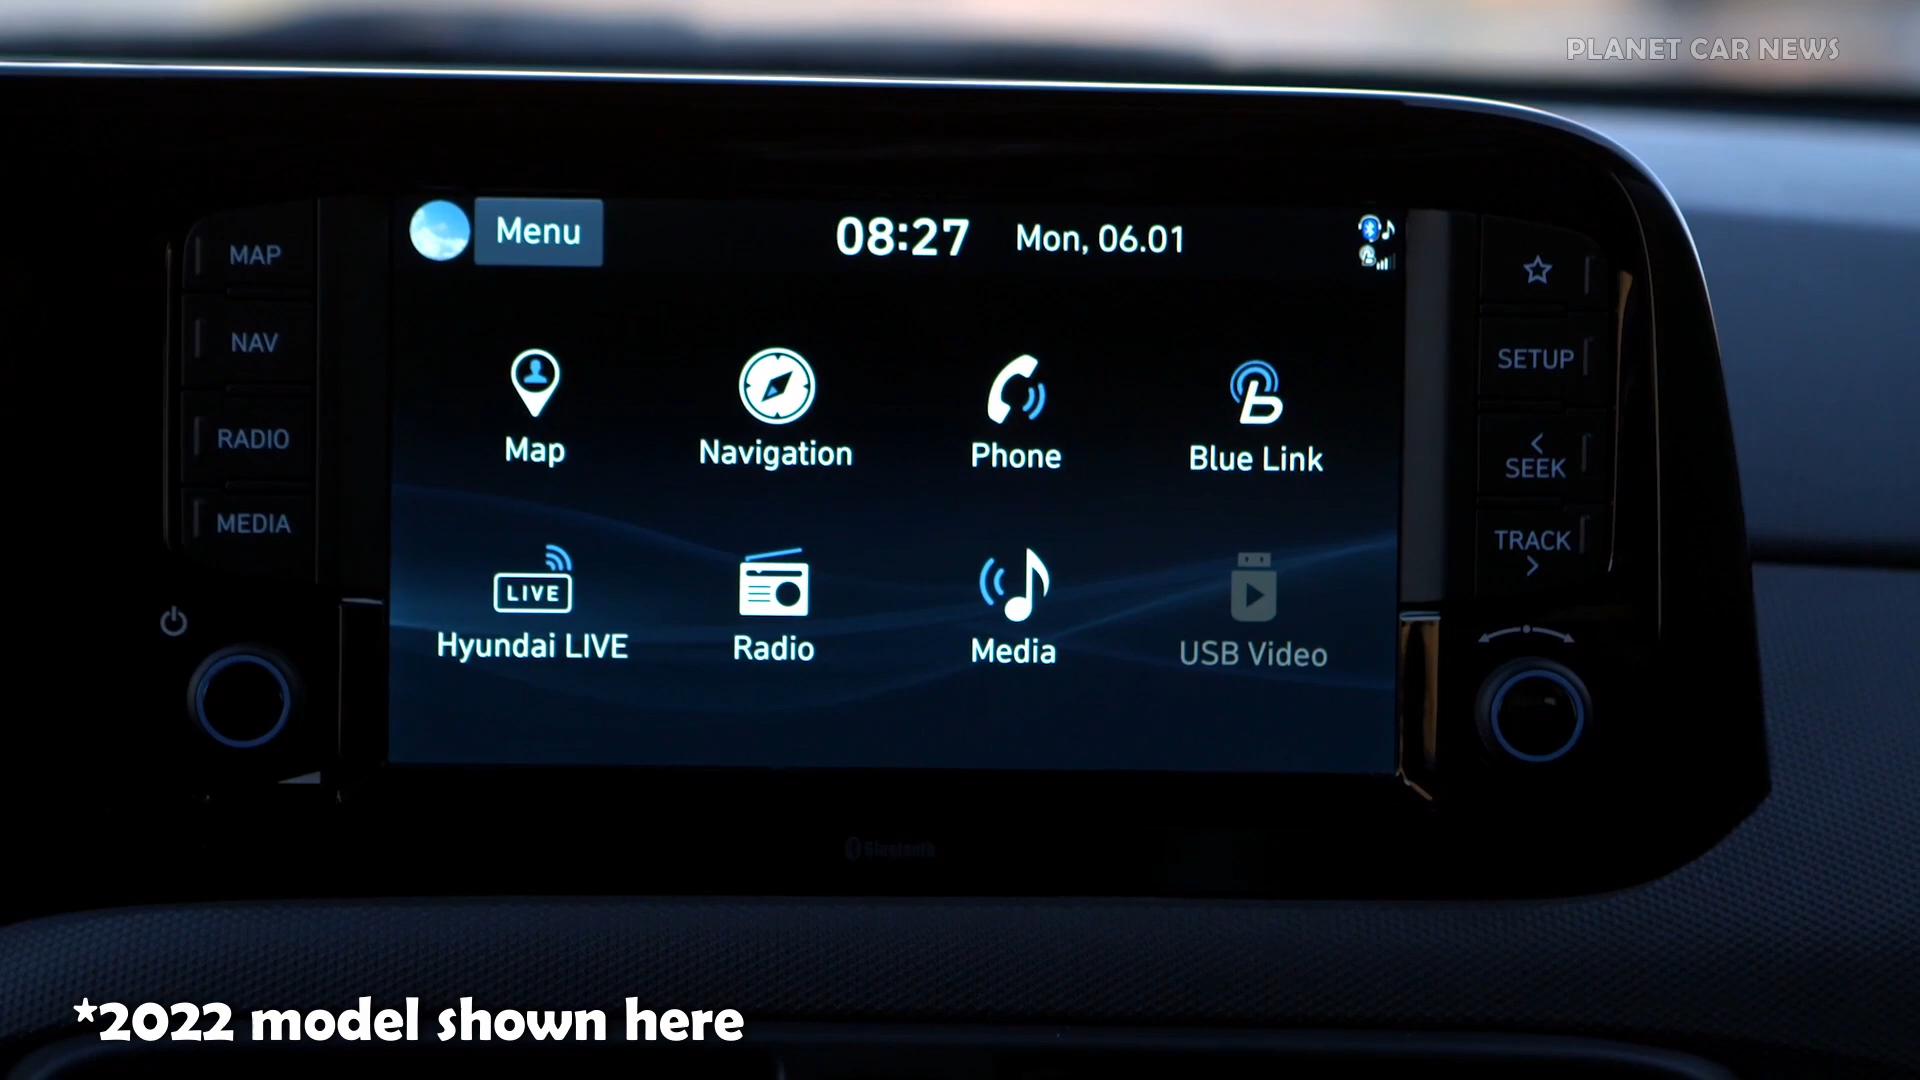 PLANET CAR NEWS
Menu
08:27 Mon, 06.01
MAP
NAV
RADIO
MEDIA
Map
Navigation
Phone
Blue Link
LIVE
Hyundai LIVE
Radio
Media
USB Video
SETUP
<
SEEK
TRACK
>
Bluetooth
*2022 model shown here